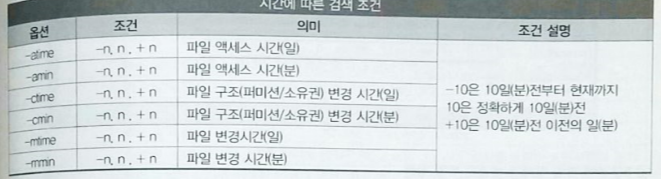 시간에 따른 검색 조건
옵션 조건 의미 조건 설명
-atime -n, n, +n 파일 액세스 시간(일)
-amin -n, n, +n 파일 액세스 시간(분)
-ctime -n, n, +n 파일 구조(퍼미션/소유권) 변경 시간(일)
-cmin -n, n, +n 파일 구조(퍼미션/소유권) 변경 시간(분)
-mtime -n, n, +n 파일 변경시간(일)
-mmin -n, n, +n 파일 변경 시간(분)
-10은 10일(분)전부터 현재까지
10은 정확하게 10일(분)전
+10은 10일(분)전 이전의 일(분)